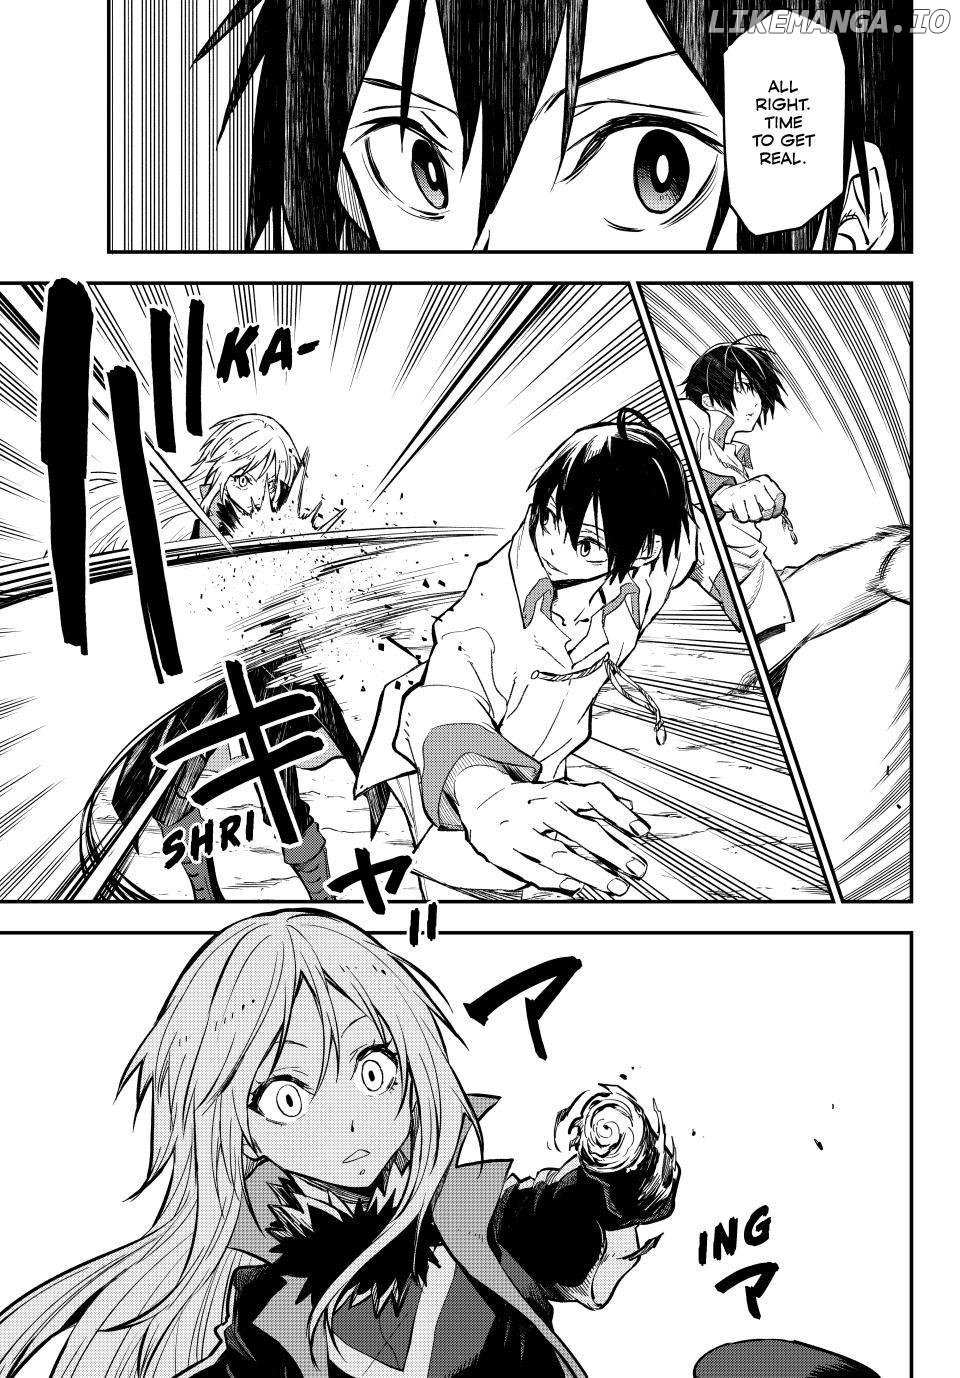 LIKEMANGA.IO
ALL
RIGHT.
TIME
TO GET
REAL.
KA-
キ
SHRI
ャ
ア
ING
ア